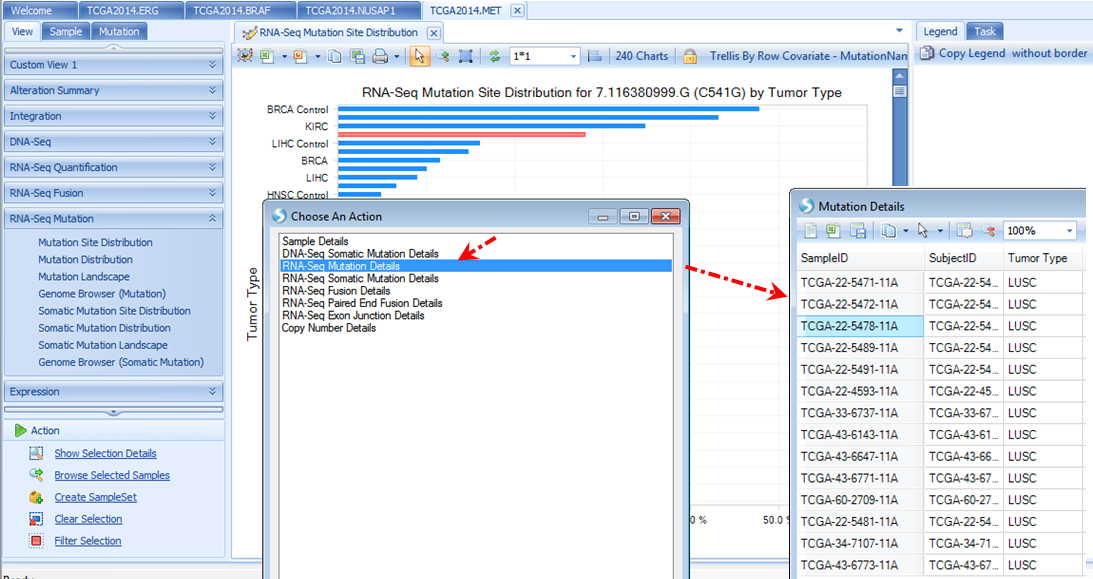 Welcome TCGA2014.ERG TCGA2014.BRAF TCGA2014.NUSAP1 TCGA2014.MET
View Sample Mutation
RNA-Seq Mutation Site Distribution
Legend Task
1*1 240 Charts Trellis By Row Covariate - MutationNam
Copy Legend without border
Custom View 1
Alteration Summary
Integration
DNA-Seq
RNA-Seq Quantification
RNA-Seq Fusion
RNA-Seq Mutation
Mutation Site Distribution
Mutation Distribution
Mutation Landscape
Genome Browser (Mutation)
Somatic Mutation Site Distribution
Somatic Mutation Distribution
Somatic Mutation Landscape
Genome Browser (Somatic Mutation)
Expression
Action
Show Selection Details
Browse Selected Samples
Create SampleSet
Clear Selection
Filter Selection
RNA-Seq Mutation Site Distribution for 7.116380999.G (C541G) by Tumor Type
BRCA Control
KIRC
LIHC Control
BRCA
LIHC
HNSC Control
Tumor Type
.0 % 50.0 %
Choose An Action
Sample Details
DNA-Seq Somatic Mutation Details
RNA-Seq Mutation Details
RNA-Seq Somatic Mutation Details
RNA-Seq Fusion Details
RNA-Seq Paired End Fusion Details
RNA-Seq Exon Junction Details
Copy Number Details
Mutation Details
100%
SampleID SubjectID Tumor Type
TCGA-22-5471-11A TCGA-22-54... LUSC
TCGA-22-5472-11A TCGA-22-54... LUSC
TCGA-22-5478-11A TCGA-22-54... LUSC
TCGA-22-5489-11A TCGA-22-54... LUSC
TCGA-22-5491-11A TCGA-22-54... LUSC
TCGA-22-4593-11A TCGA-22-45... LUSC
TCGA-33-6737-11A TCGA-33-67... LUSC
TCGA-43-6143-11A TCGA-43-61... LUSC
TCGA-43-6647-11A TCGA-43-66... LUSC
TCGA-43-6771-11A TCGA-43-67... LUSC
TCGA-60-2709-11A TCGA-60-27... LUSC
TCGA-22-5481-11A TCGA-22-54... LUSC
TCGA-34-7107-11A TCGA-34-71... LUSC
TCGA-43-6773-11A TCGA-43-67... LUSC